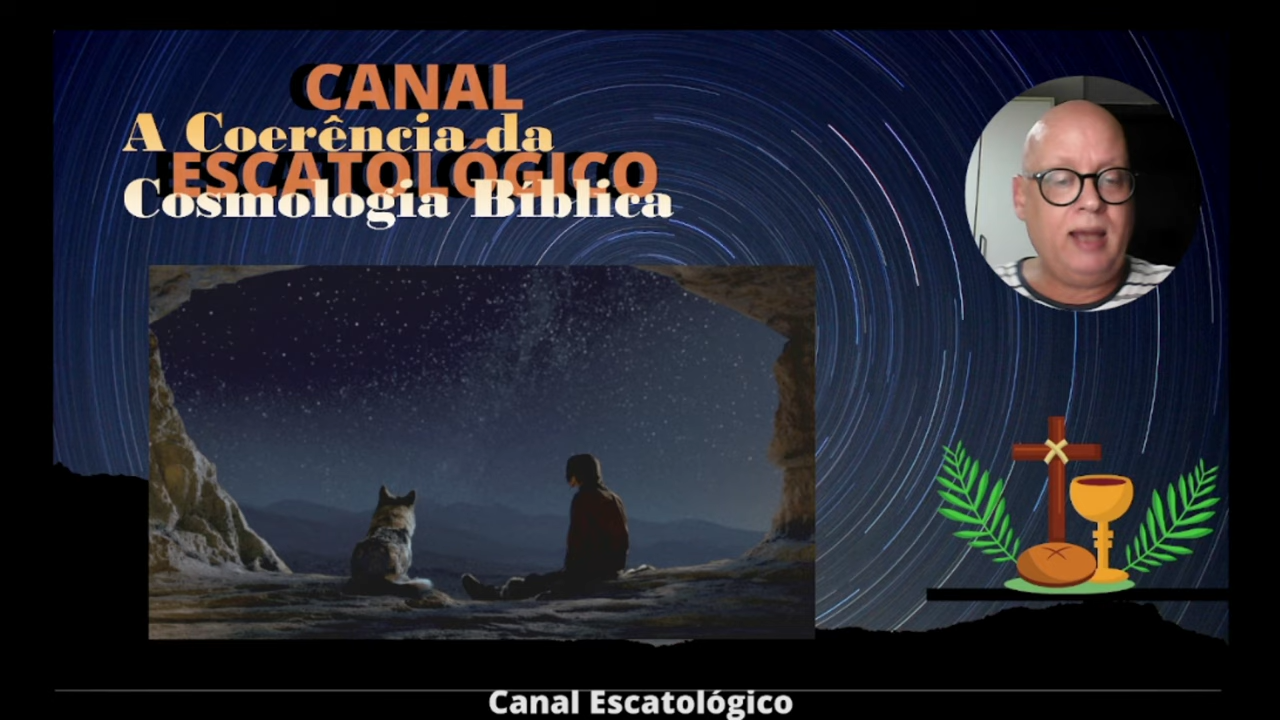 CANAL
A Coerência da
ESCATOLÓGICO
Cosmologia Bíblica
Canal Escatológico